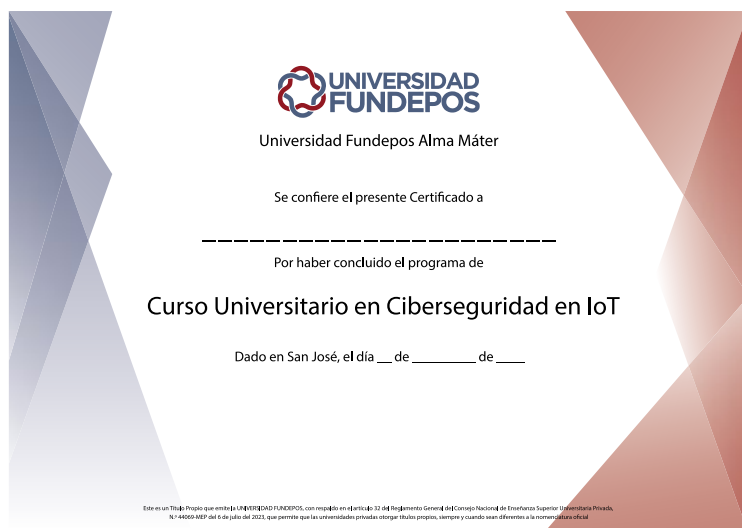 UNIVERSIDAD
FUNDEPOS
Universidad Fundepos Alma Máter
Se confiere el presente Certificado a
Por haber concluido el programa de
Curso Universitario en Ciberseguridad en IoT
Dado en San José, el día __ de ________ de ____
Este es un Título Propio que emite la UNIVERSIDAD FUNDEPOS, con respaldo en el artículo 32 del Reglamento General del Consejo Nacional de Enseñanza Superior Universitaria Privada,
N.º 44069-MEP del 6 de julio del 2023, que permite que las universidades privadas otorgar títulos propios, siempre y cuando sean diferentes a la nomenclatura oficial